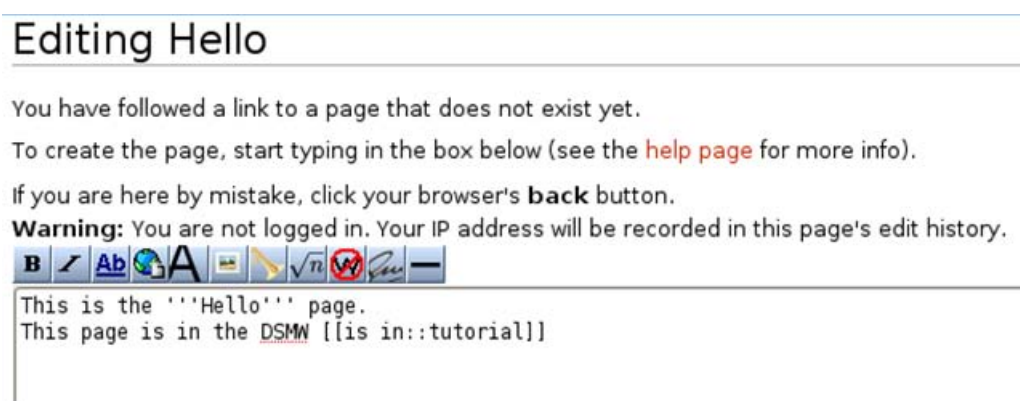 Editing Hello
You have followed a link to a page that does not exist yet.
To create the page, start typing in the box below (see the help page for more info).
If you are here by mistake, click your browser's back button.
Warning: You are not logged in. Your IP address will be recorded in this page's edit history.
B I Ab A √n W
This is the '''Hello''' page.
This page is in the DSMW [[is in::tutorial]]